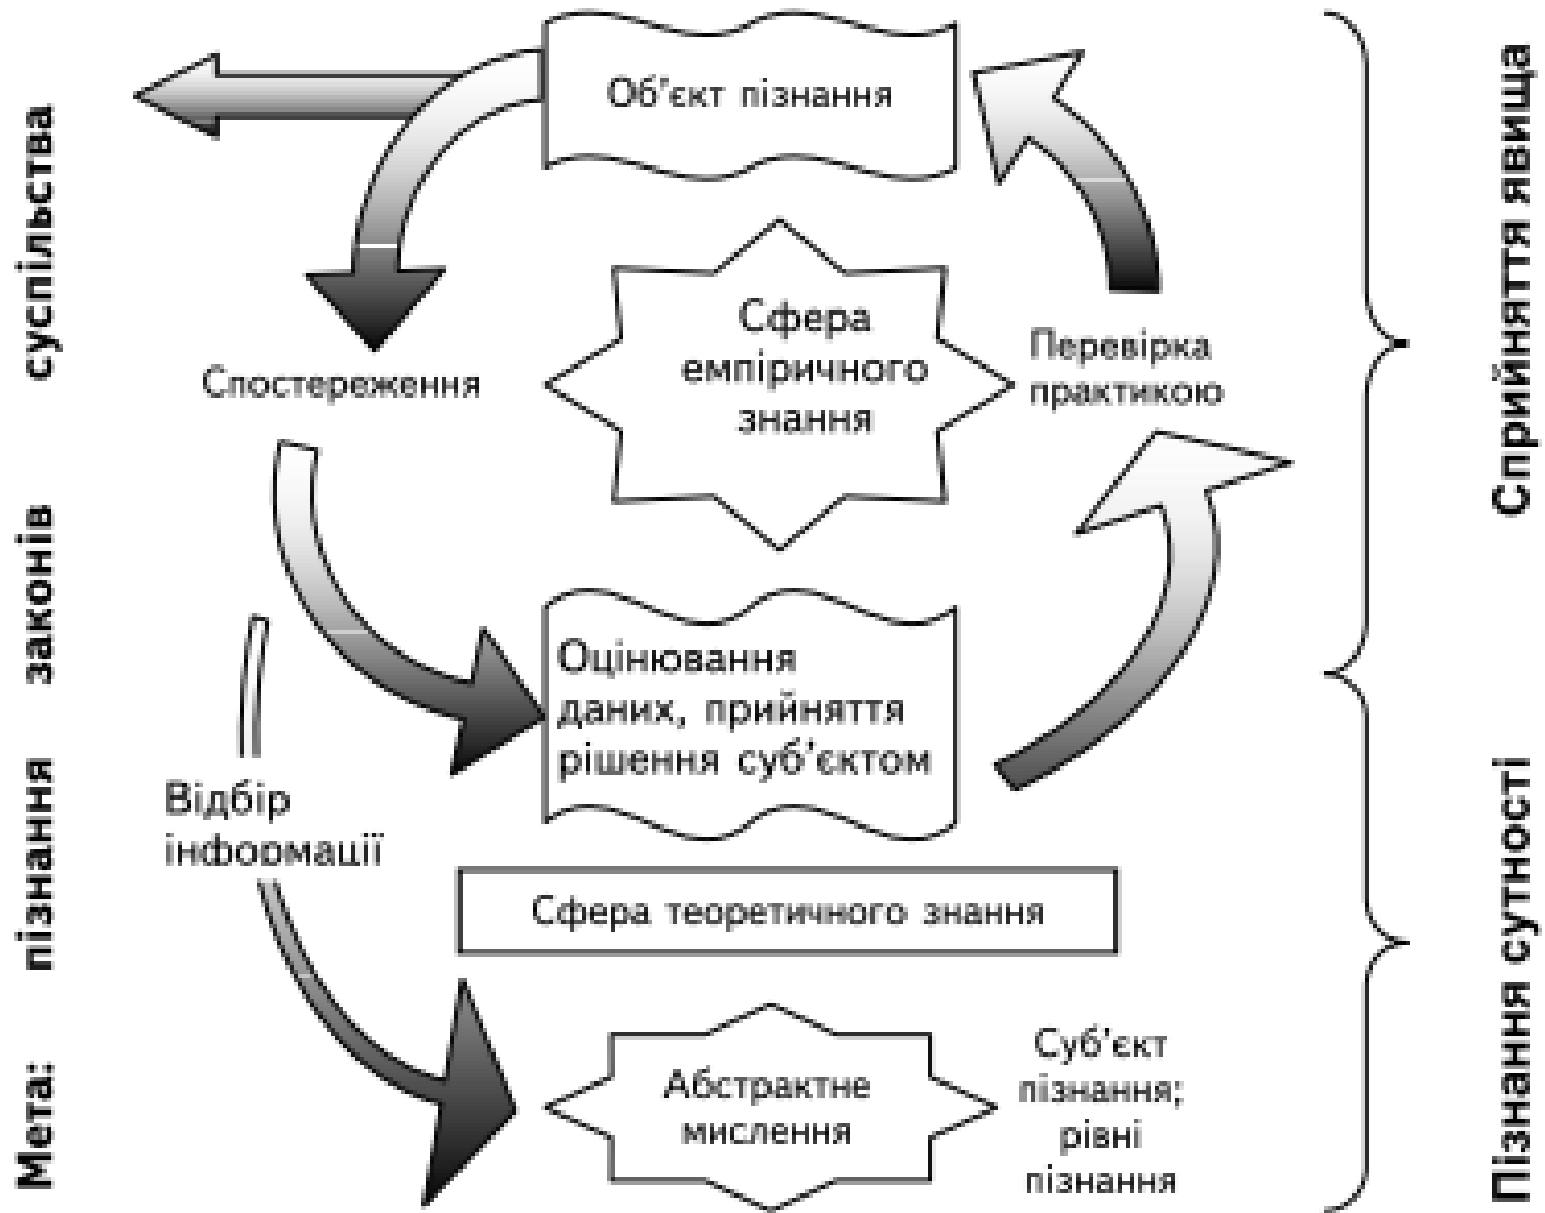 Об'єкт пізнання
Сфера
емпіричного
знання
Спостереження
Перевірка
практикою
Оцінювання
даних, прийняття
рішення суб'єктом
Відбір
інформації
Сфера теоретичного знання
Абстрактне
мислення
Суб'єкт
пізнання;
рівні
пізнання
Мета: пізнання законів суспільства
Сприйняття явища
Пізнання сутності